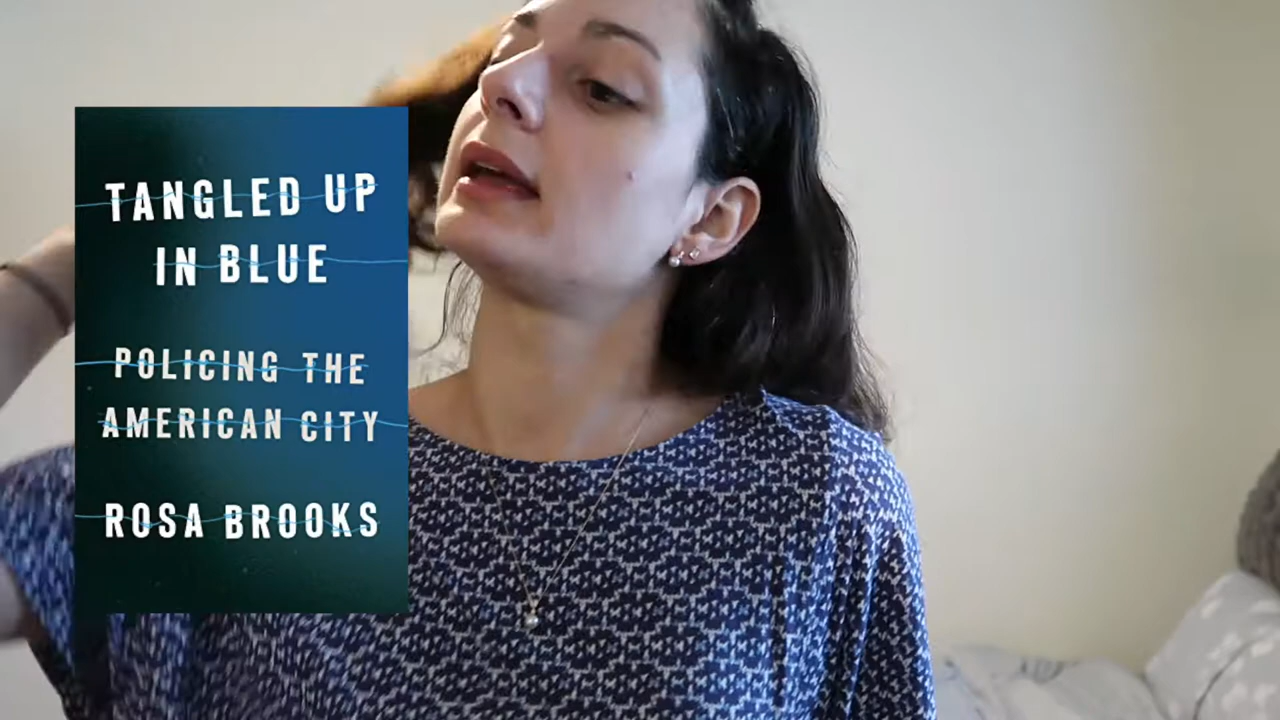 TANGLED UP
IN BLUE
POLICING THE
AMERICAN CITY
ROSA BROOKS